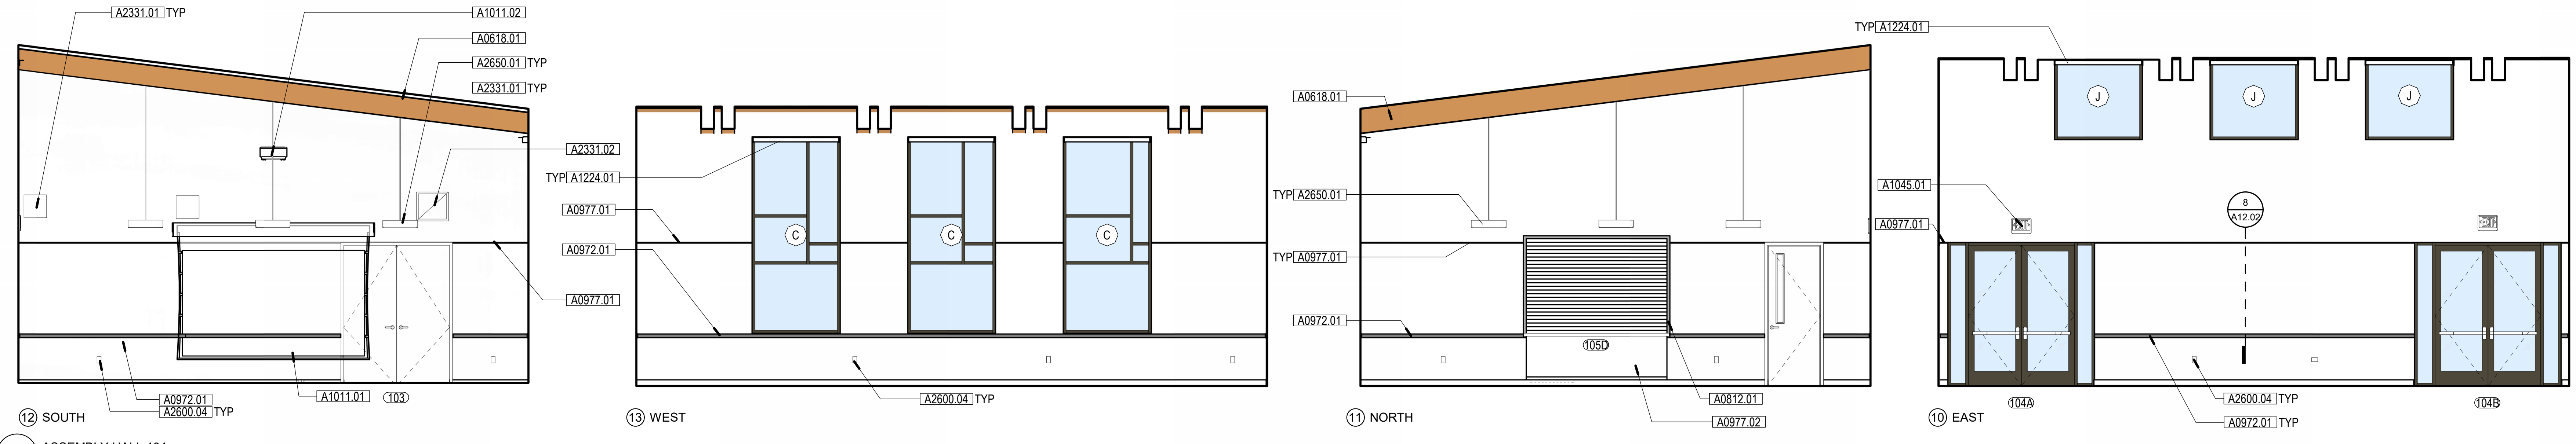 A2331.01 TYP
A1011.02
A0618.01
A2650.01 TYP
A2331.01 TYP
A2331.02
A0977.01
A0972.01
A2600.04 TYP
A1011.01
103
12 SOUTH
TYP A1224.01
A0977.01
A0972.01
C
C
C
A2600.04 TYP
13 WEST
A0618.01
TYP A2650.01
TYP A0977.01
A0972.01
105D
A0812.01
A0977.02
11 NORTH
TYP A1224.01
J
J
J
A1045.01
A0977.01
8
A12.02
104A
A2600.04 TYP
A0972.01 TYP
104B
10 EAST